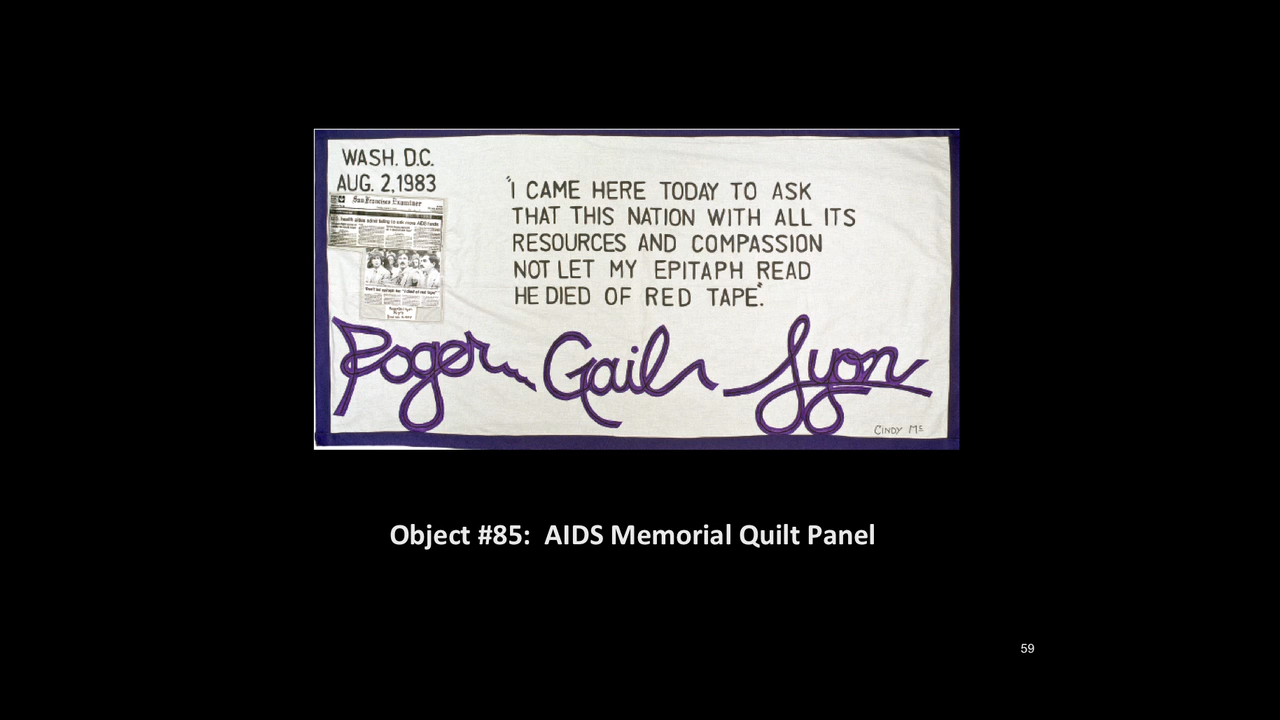 WASH. D.C.
AUG. 2, 1983
San Francisco Examiner
"I CAME HERE TODAY TO ASK
THAT THIS NATION WITH ALL ITS
RESOURCES AND COMPASSION
NOT LET MY EPITAPH READ
HE DIED OF RED TAPE".
Roger Gail Lyon
CINDY Mc
Object #85:  AIDS Memorial Quilt Panel
59